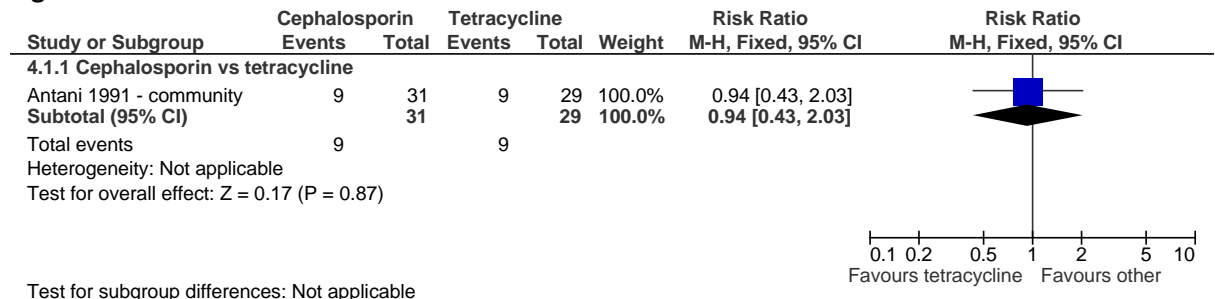 Cephalosporin Tetracycline Risk Ratio Risk Ratio
Study or Subgroup Events Total Events Total Weight M-H, Fixed, 95% CI M-H, Fixed, 95% CI
4.1.1 Cephalosporin vs tetracycline
Antani 1991 - community 9 31 9 29 100.0% 0.94 [0.43, 2.03]
Subtotal (95% CI) 31 29 100.0% 0.94 [0.43, 2.03]
Total events 9 9
Heterogeneity: Not applicable
Test for overall effect: Z = 0.17 (P = 0.87)
0.1 0.2 0.5 1 2 5 10
Favours tetracycline Favours other
Test for subgroup differences: Not applicable